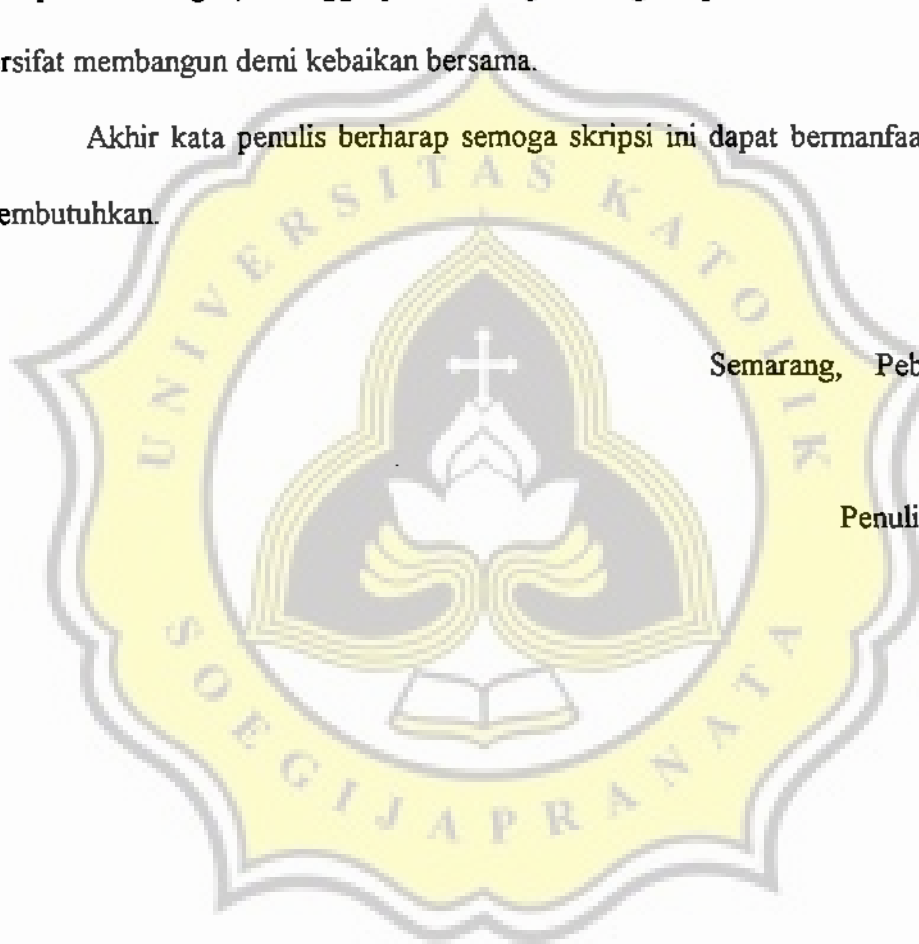 rsifat membangun demi kebaikan bersama.
Akhir kata penulis berharap semoga skripsi ini dapat bermanfaa
embutuhkan.
Semarang, Peb
Penuli
UNIVERSITAS KATOLIK
SOEGIJAPRANATA